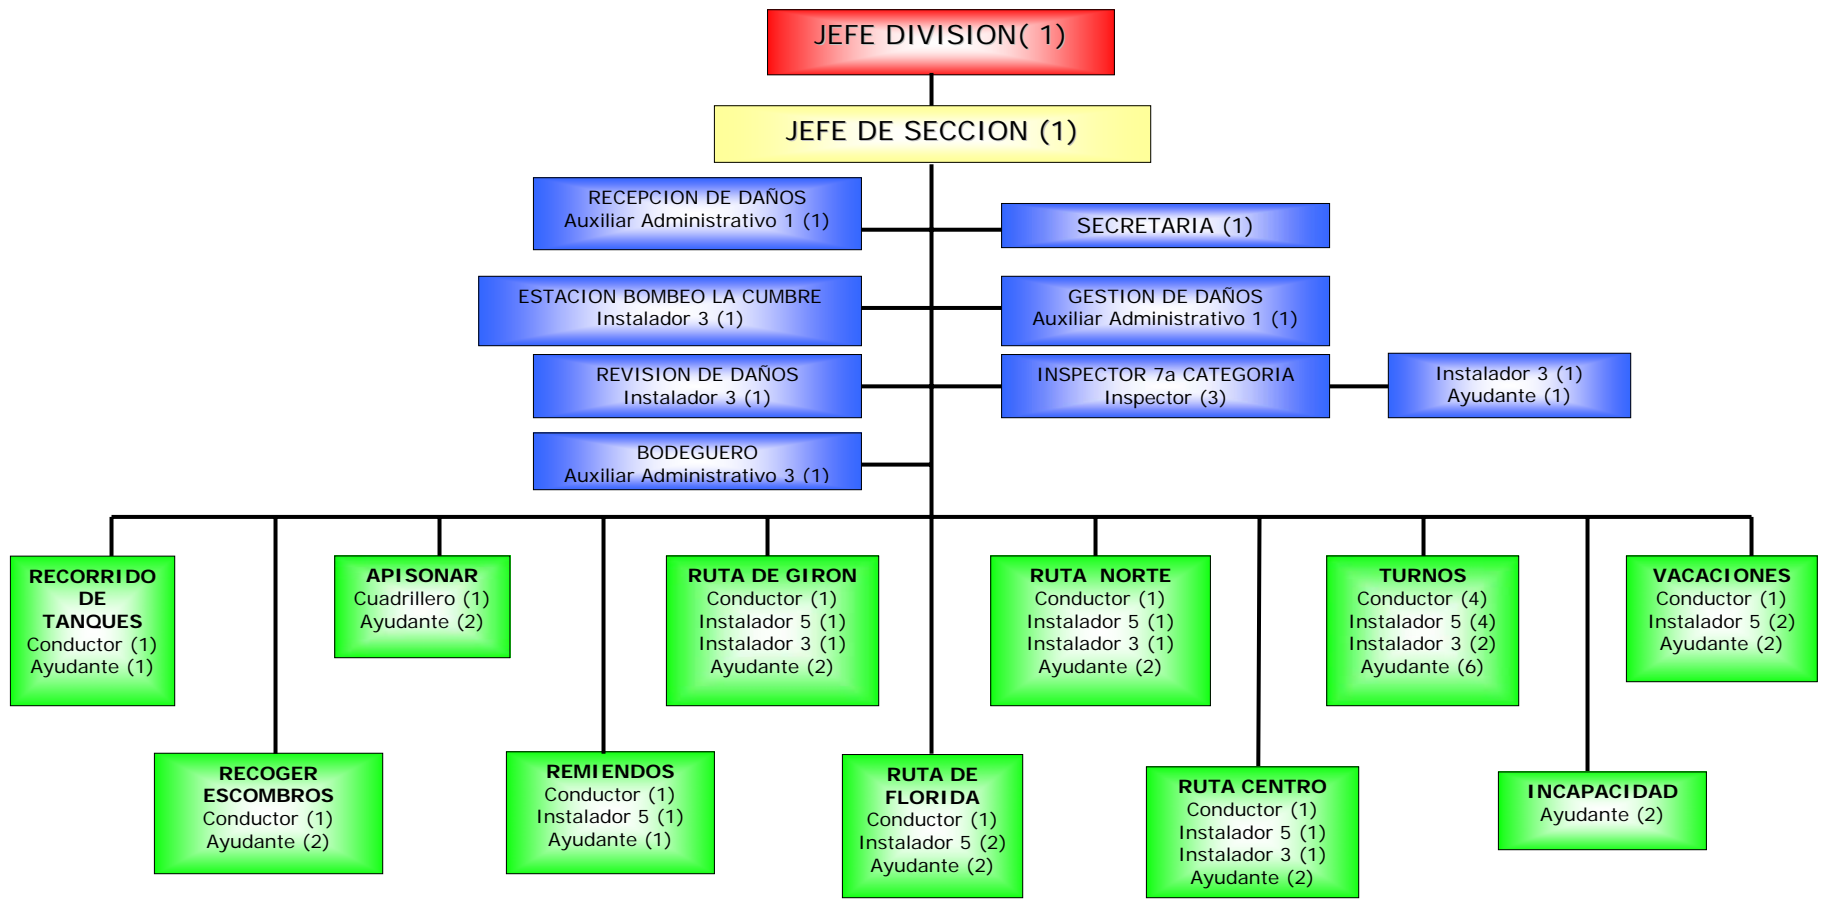 JEFE DIVISION( 1)
JEFE DE SECCION (1)
RECEPCION DE DAÑOS
Auxiliar Administrativo 1 (1)
SECRETARIA (1)
ESTACION BOMBEO LA CUMBRE
Instalador 3 (1)
GESTION DE DAÑOS
Auxiliar Administrativo 1 (1)
REVISION DE DAÑOS
Instalador 3 (1)
INSPECTOR 7a CATEGORIA
Inspector (3)
Instalador 3 (1)
Ayudante (1)
BODEGUERO
Auxiliar Administrativo 3 (1)
RECORRIDO
DE
TANQUES
Conductor (1)
Ayudante (1)
APISONAR
Cuadrillero (1)
Ayudante (2)
RUTA DE GIRON
Conductor (1)
Instalador 5 (1)
Instalador 3 (1)
Ayudante (2)
RUTA NORTE
Conductor (1)
Instalador 5 (1)
Instalador 3 (1)
Ayudante (2)
TURNOS
Conductor (4)
Instalador 5 (4)
Instalador 3 (2)
Ayudante (6)
VACACIONES
Conductor (1)
Instalador 5 (2)
Ayudante (2)
RECOGER
ESCOMBROS
Conductor (1)
Ayudante (2)
REMIENDOS
Conductor (1)
Instalador 5 (1)
Ayudante (1)
RUTA DE
FLORIDA
Conductor (1)
Instalador 5 (2)
Ayudante (2)
RUTA CENTRO
Conductor (1)
Instalador 5 (1)
Instalador 3 (1)
Ayudante (2)
INCAPACIDAD
Ayudante (2)